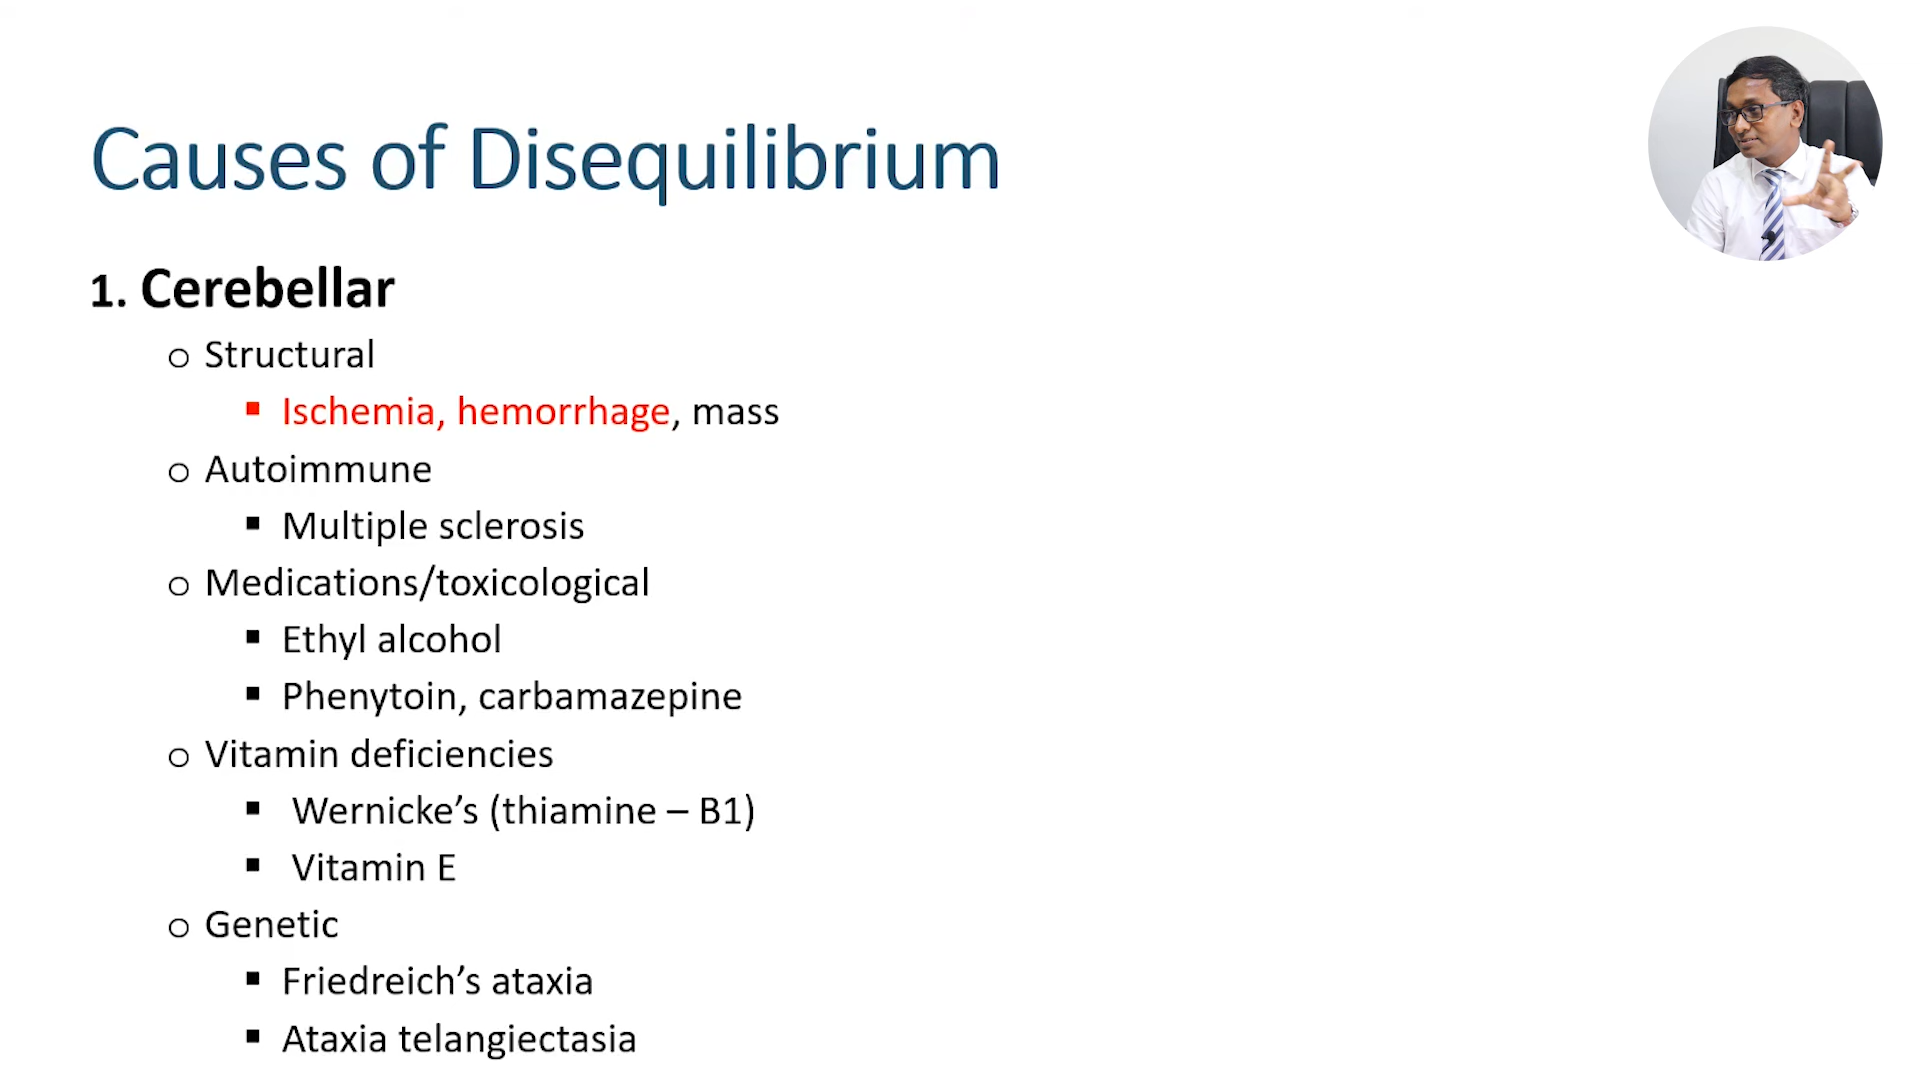 Causes of Disequilibrium
1. Cerebellar
o Structural
▪ Ischemia, hemorrhage, mass
o Autoimmune
▪ Multiple sclerosis
o Medications/toxicological
▪ Ethyl alcohol
▪ Phenytoin, carbamazepine
o Vitamin deficiencies
▪ Wernicke’s (thiamine – B1)
▪ Vitamin E
o Genetic
▪ Friedreich’s ataxia
▪ Ataxia telangiectasia